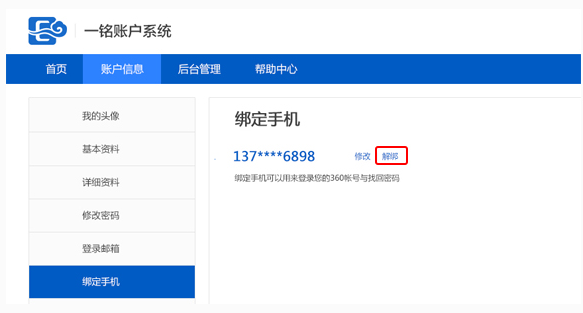 一铭账户系统
首页 账户信息 后台管理 帮助中心
我的头像
基本资料
详细资料
修改密码
登录邮箱
绑定手机
绑定手机
137****6898 修改 解绑
绑定手机可以用来登录您的360帐号与找回密码